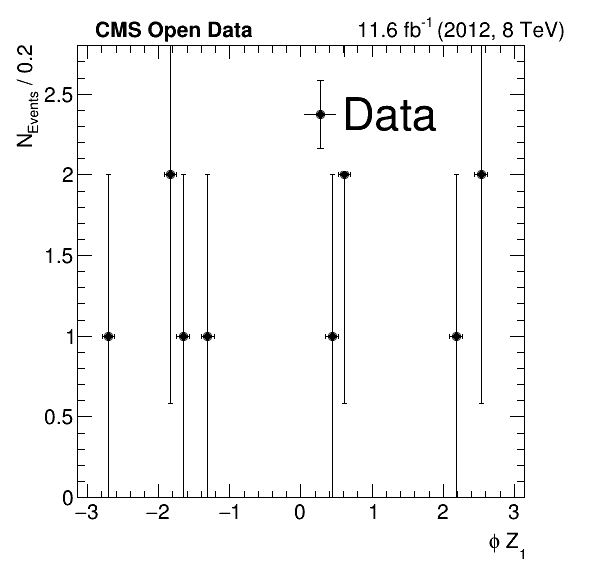 CMS Open Data 11.6 fb⁻¹ (2012, 8 TeV)
N_Events / 0.2
Data
2.5
2
1.5
1
0.5
0
−3 −2 −1 0 1 2 3
ϕ Z₁